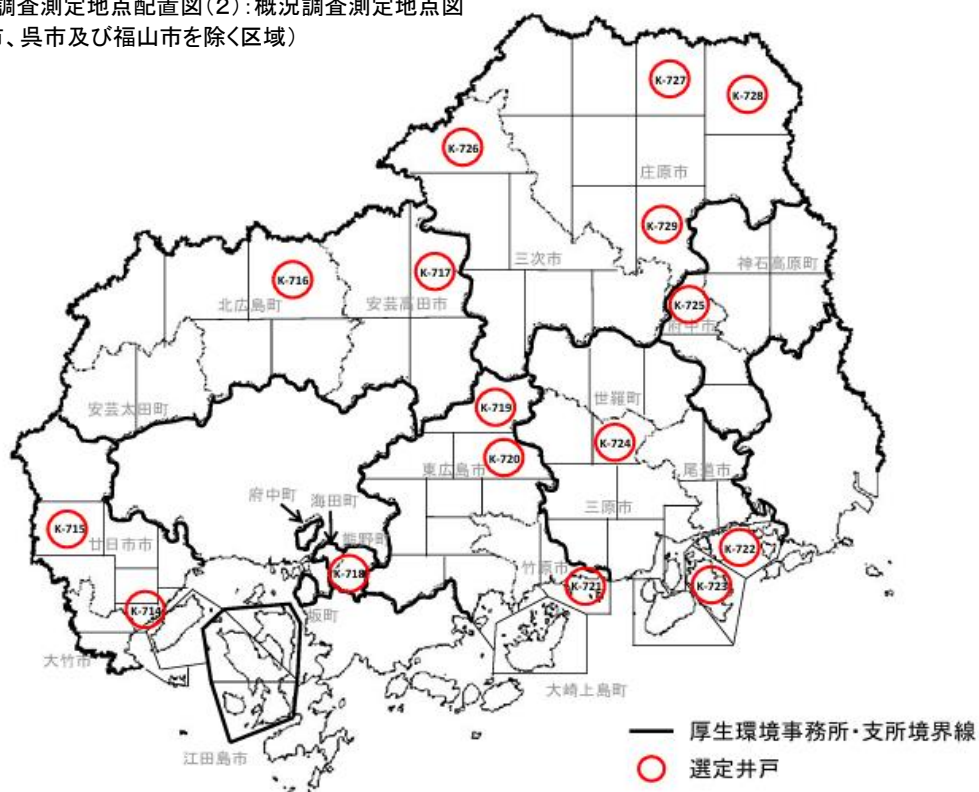 調査測定地点配置図(2):概況調査測定地点図
市、呉市及び福山市を除く区域)
K-727
K-728
K-726
庄原市
K-729
三次市
神石高原町
K-717
K-716
北広島町
安芸高田市
K-725
府中市
安芸太田町
世羅町
K-719
K-724
K-720
東広島市
尾道市
府中町
海田町
三原市
K-715
廿日市市
熊野町
K-722
竹原市
K-718
K-721
K-723
K-714
坂町
大竹市
大崎上島町
江田島市
厚生環境事務所・支所境界線
選定井戸